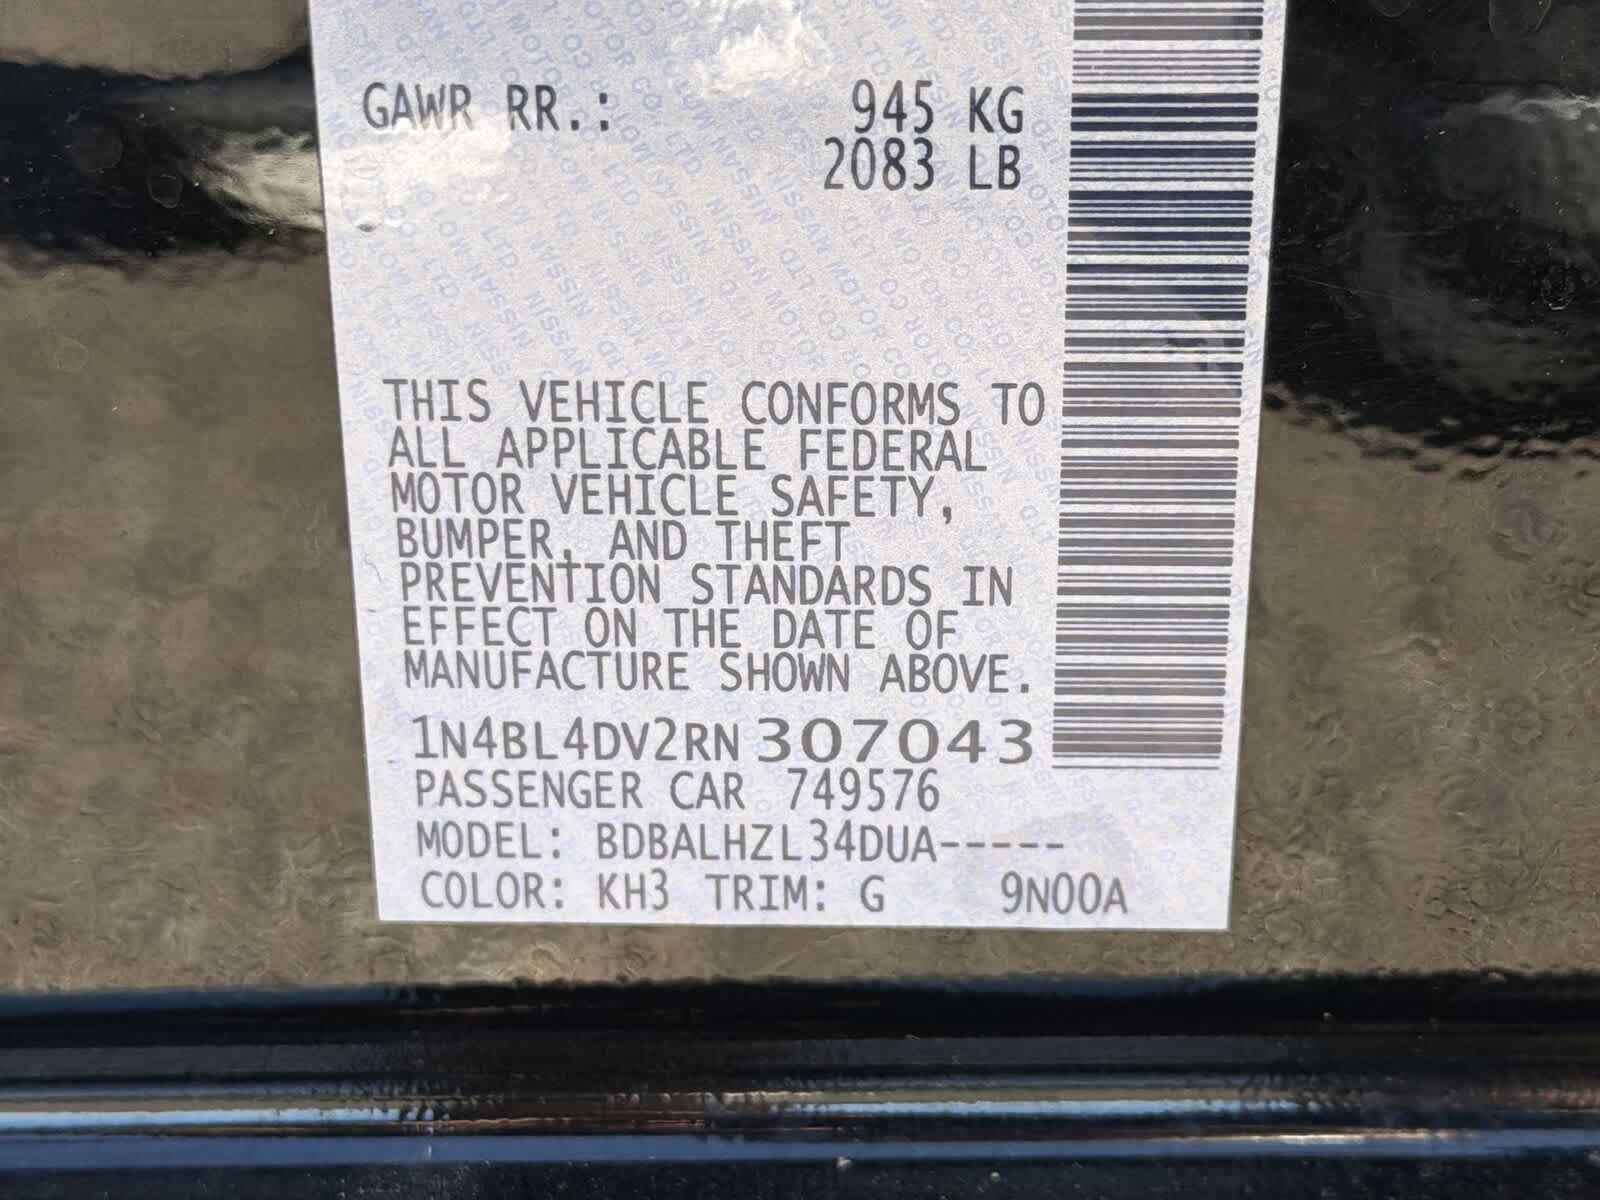 GAWR RR.: 945 KG
2083 LB
THIS VEHICLE CONFORMS TO
ALL APPLICABLE FEDERAL
MOTOR VEHICLE SAFETY,
BUMPER, AND THEFT
PREVENTION STANDARDS IN
EFFECT ON THE DATE OF
MANUFACTURE SHOWN ABOVE.
1N4BL4DV2RN307043
PASSENGER CAR 749576
MODEL: BDBALHZL34DUA-----
COLOR: KH3 TRIM: G 9N00A